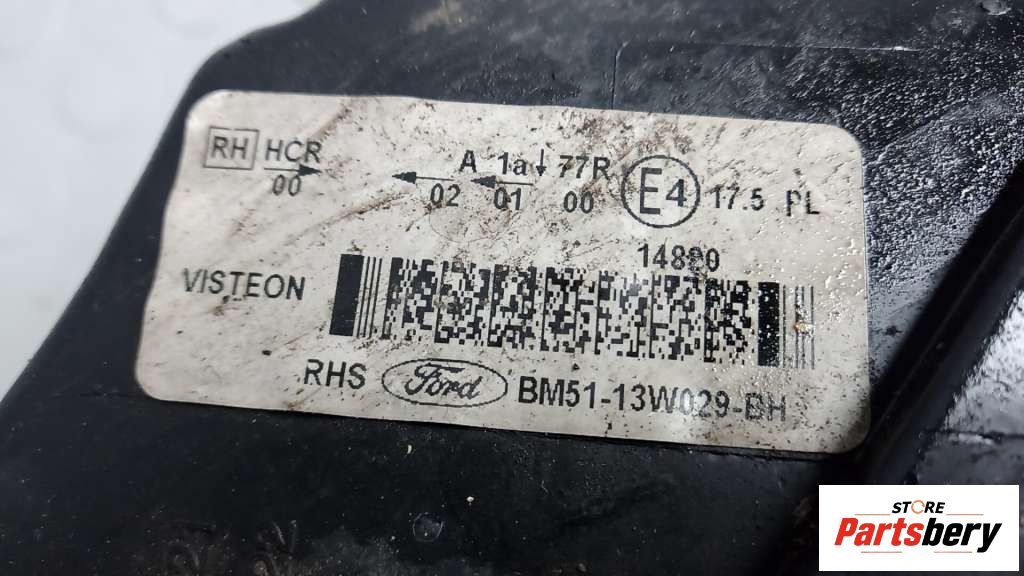 RH HCR A 1a 77R E4 17.5 PL
00 02 01 00
14890
VISTEON
RHS Ford BM51-13W029-BH
STORE
Partsbery